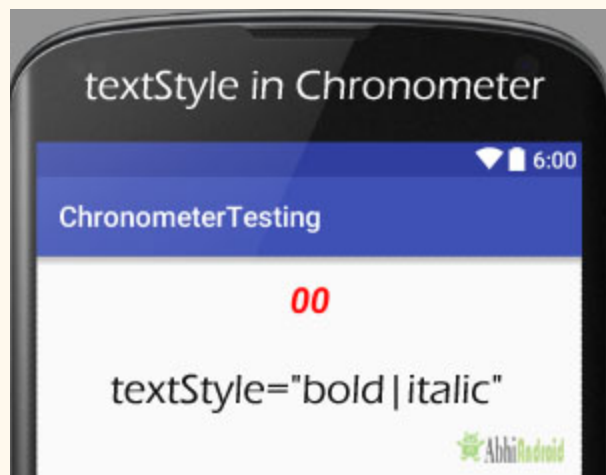 textStyle in Chronometer
6:00
ChronometerTesting
00
textStyle="bold|italic"
AbhiAndroid